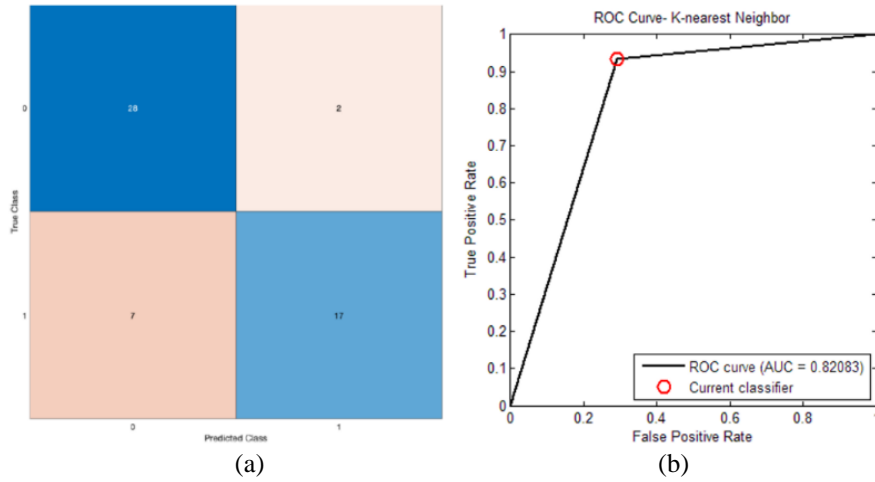 0
28
2
True Class
1
7
17
0
1
Predicted Class
(a)
ROC Curve- K-nearest Neighbor
1
0.9
0.8
0.7
0.6
0.5
0.4
0.3
0.2
0.1
0
True Positive Rate
ROC curve (AUC = 0.82083)
Current classifier
0 0.2 0.4 0.6 0.8 1
False Positive Rate
(b)